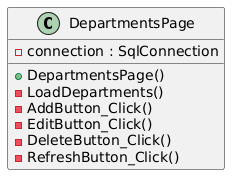 C DepartmentsPage
connection : SqlConnection
DepartmentsPage()
LoadDepartments()
AddButton_Click()
EditButton_Click()
DeleteButton_Click()
RefreshButton_Click()